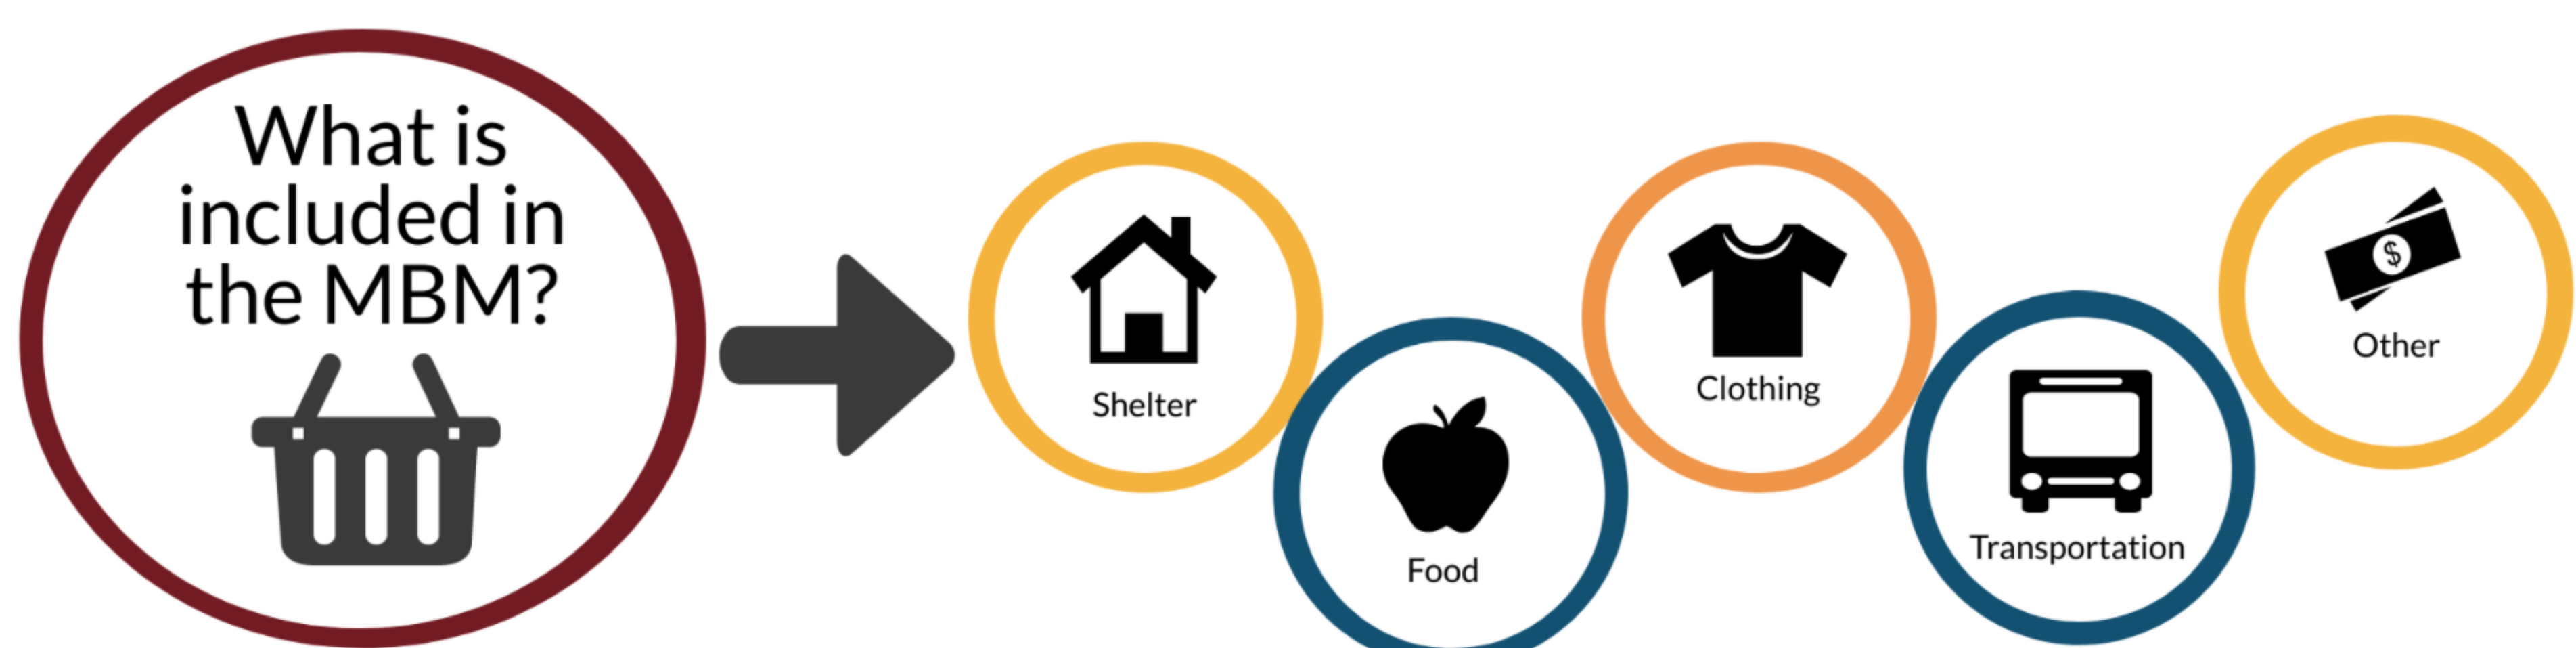 What is
included in
the MBM?
Shelter
Food
Clothing
Transportation
$
Other